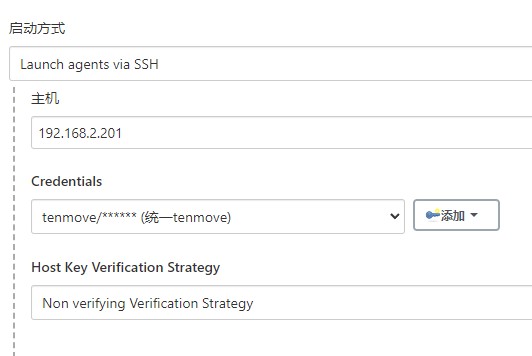 启动方式
Launch agents via SSH
主机
192.168.2.201
Credentials
tenmove/****** (统一tenmove)
添加
Host Key Verification Strategy
Non verifying Verification Strategy